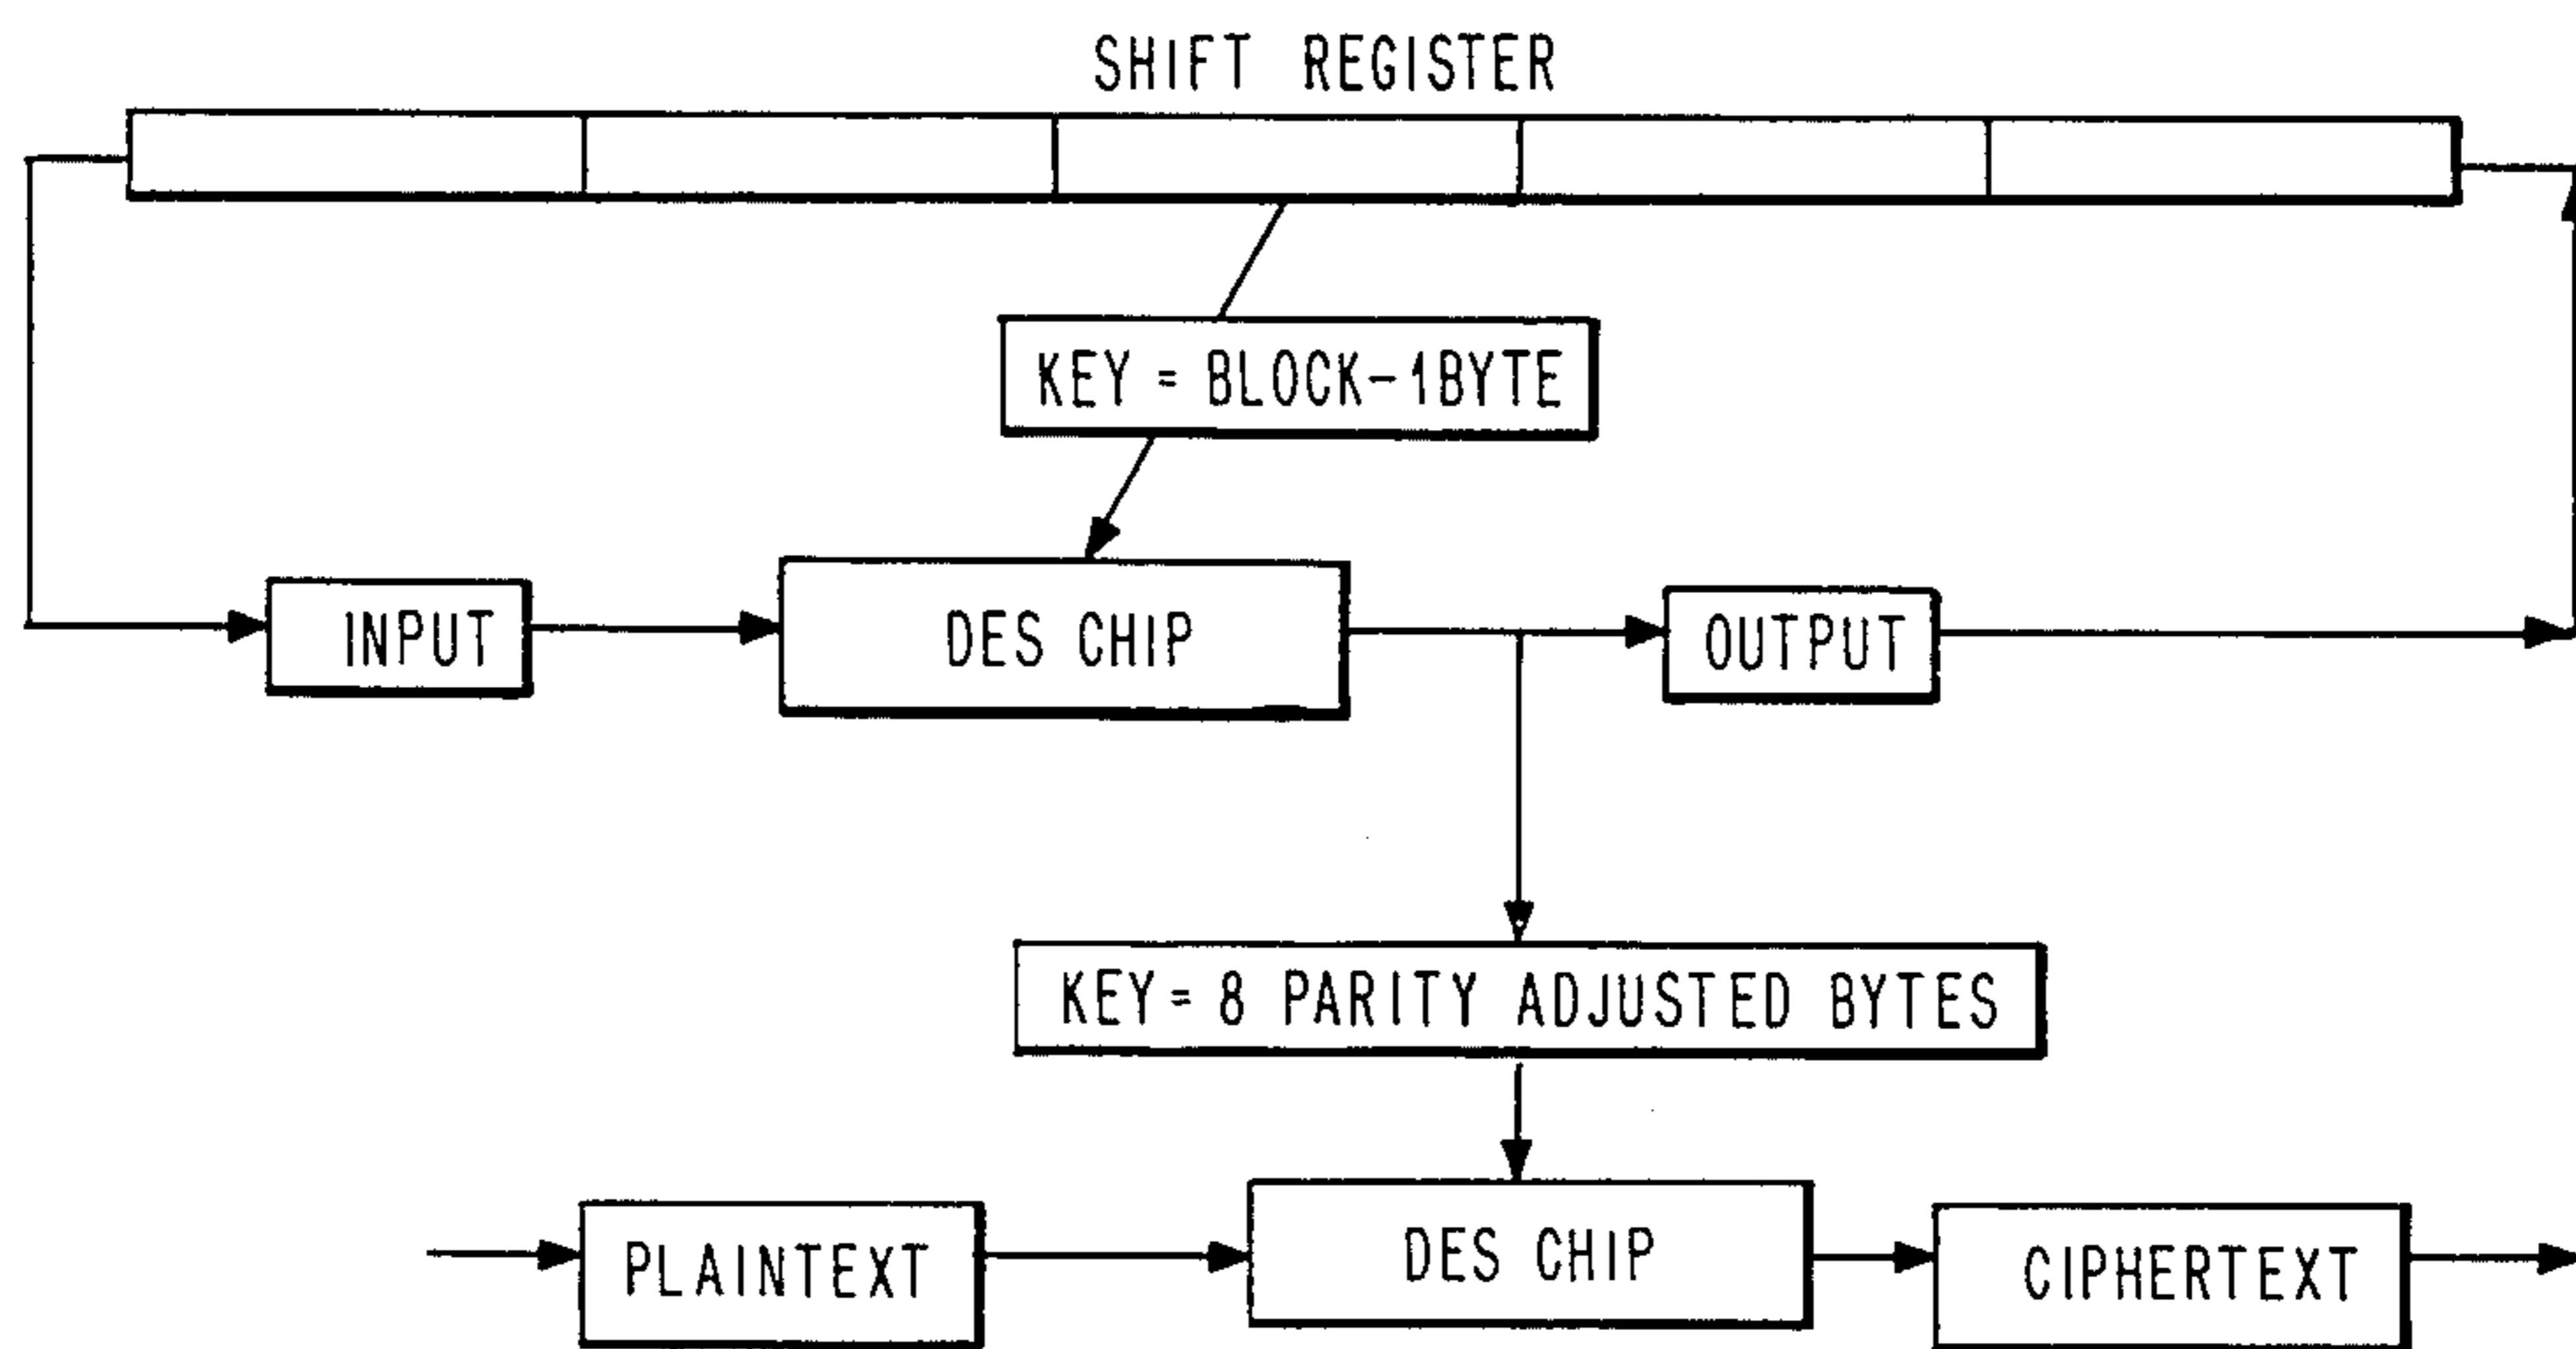 SHIFT REGISTER
KEY = BLOCK-1BYTE
INPUT
DES CHIP
OUTPUT
KEY= 8 PARITY ADJUSTED BYTES
PLAINTEXT
DES CHIP
CIPHERTEXT